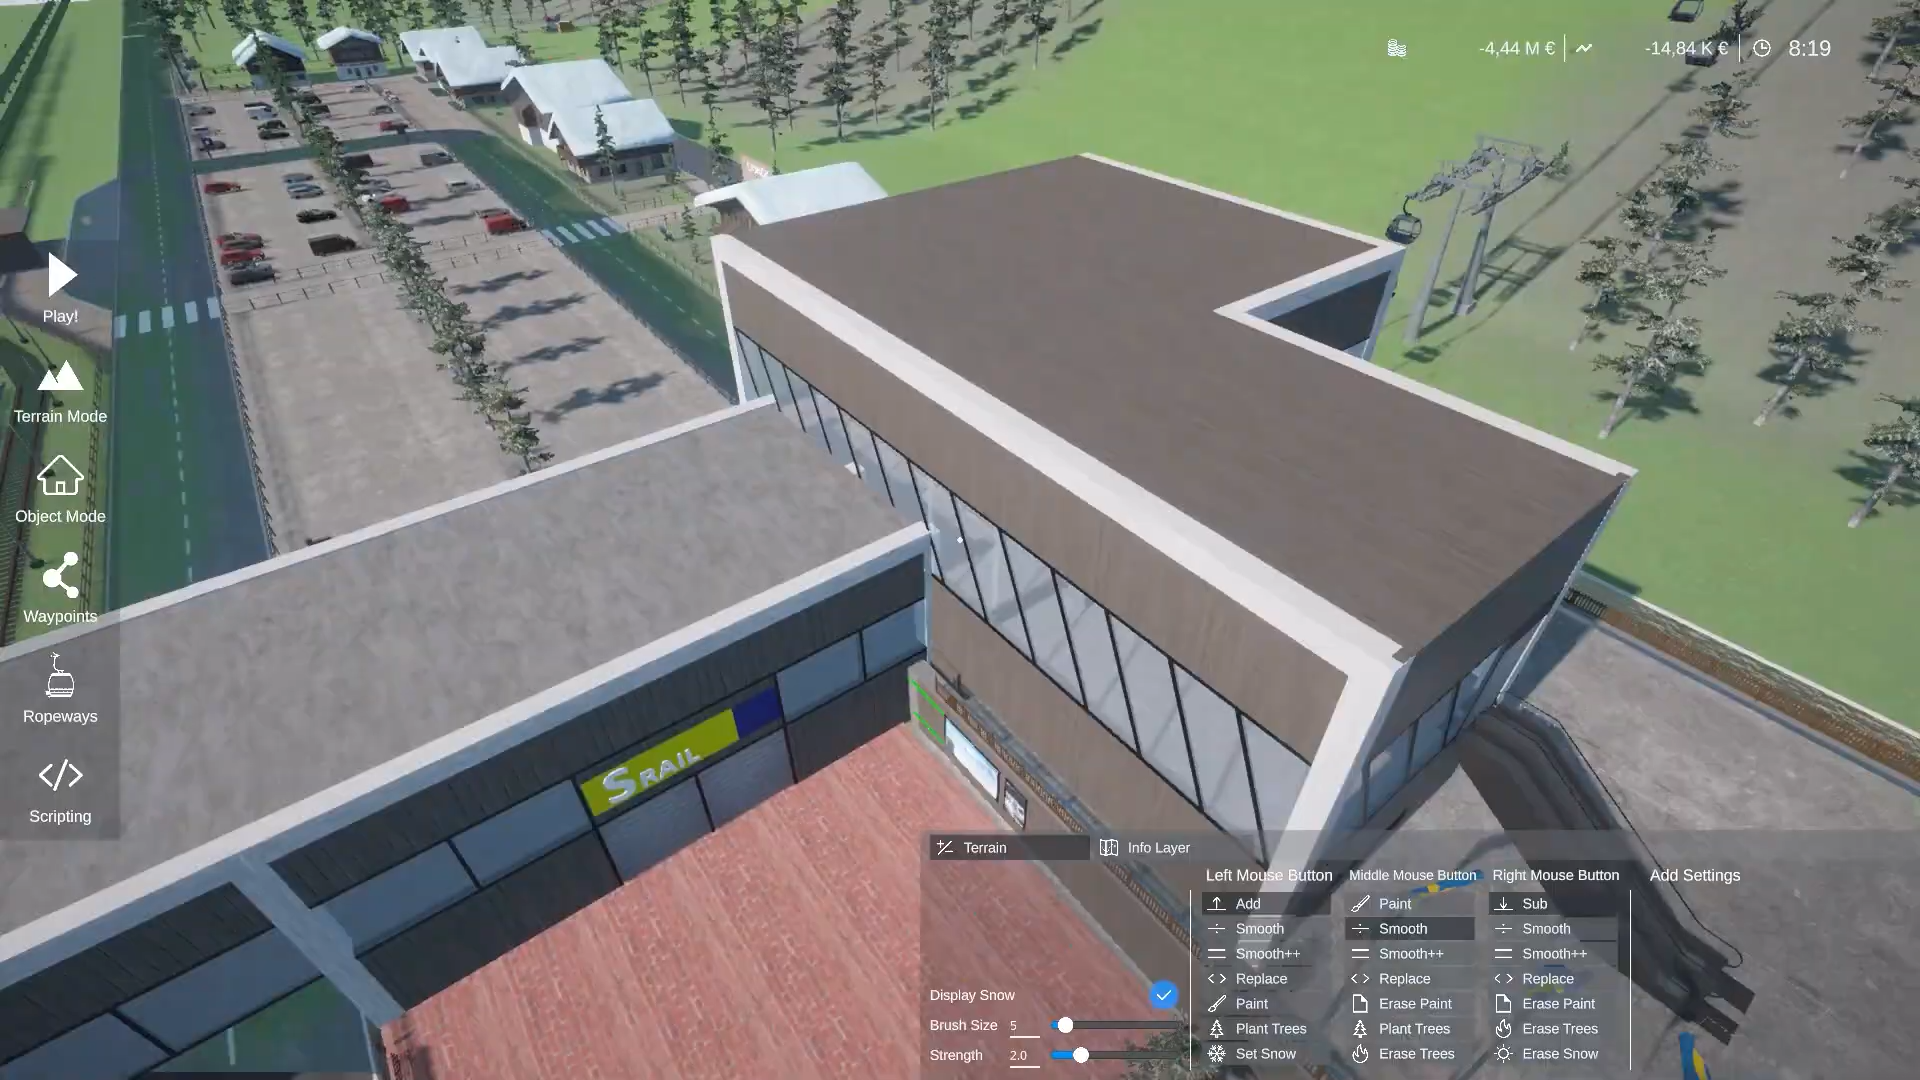 -4,44 M €
-14,84 K €
8:19
Play!
Terrain Mode
Object Mode
Waypoints
Ropeways
Scripting
SRAIL
Terrain
Info Layer
Left Mouse Button
Middle Mouse Button
Right Mouse Button
Add Settings
Add
Paint
Sub
Smooth
Smooth
Smooth
Smooth++
Smooth++
Smooth++
Replace
Replace
Replace
Paint
Erase Paint
Erase Paint
Plant Trees
Plant Trees
Erase Trees
Set Snow
Erase Trees
Erase Snow
Display Snow
Brush Size 5
Strength 2.0